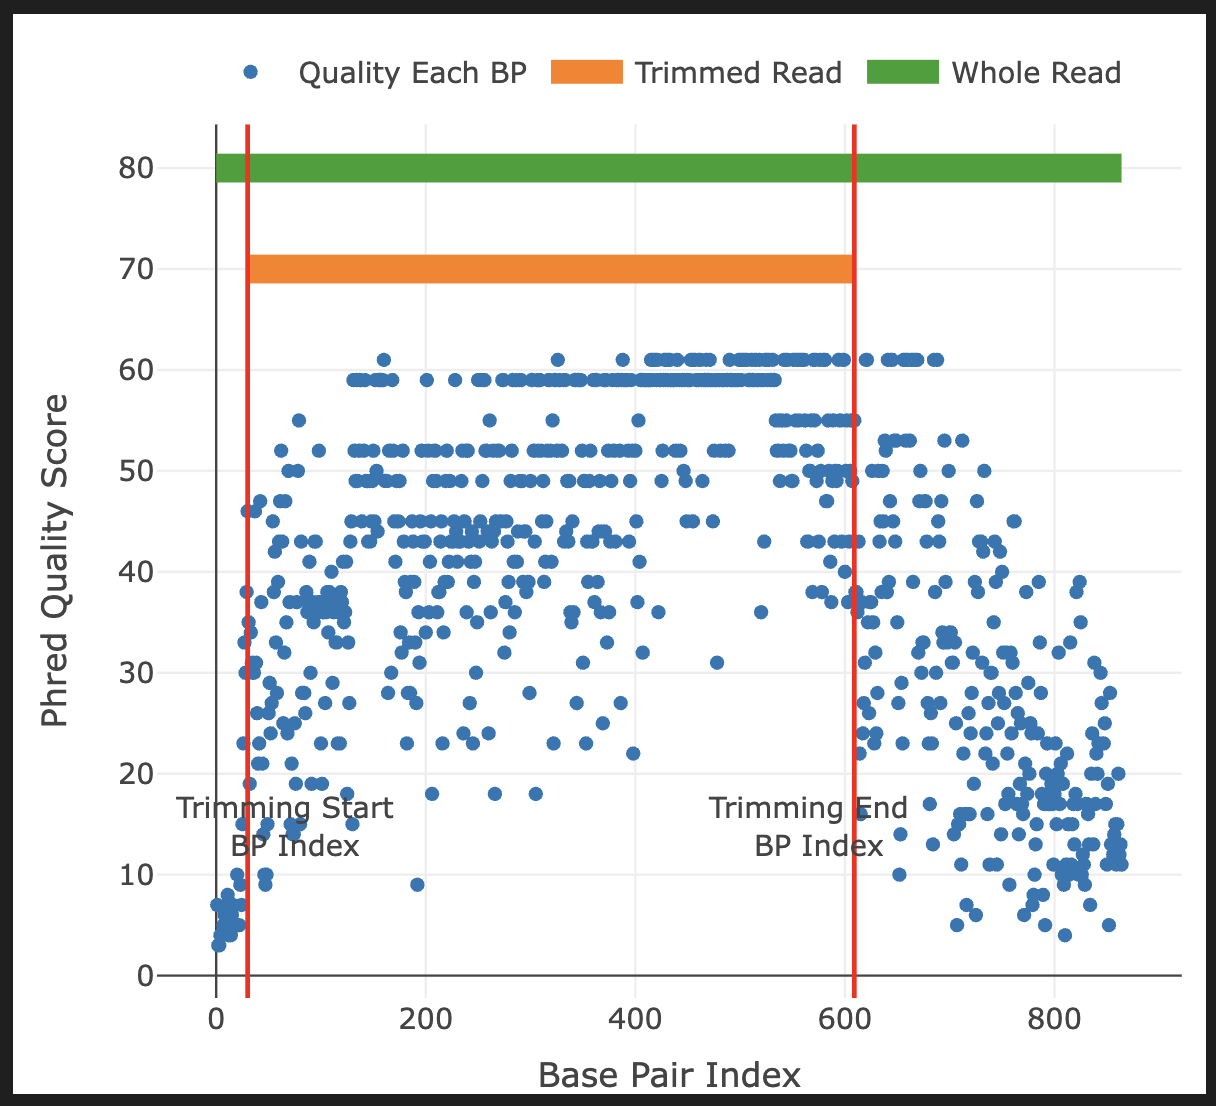 Quality Each BP Trimmed Read Whole Read
80
70
60
50
40
30
20
10
0
Phred Quality Score
Trimming Start
BP Index
Trimming End
BP Index
0 200 400 600 800
Base Pair Index